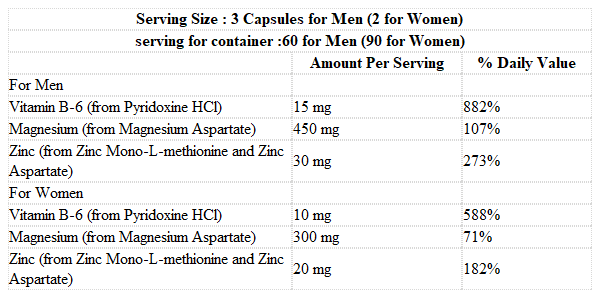 Serving Size : 3 Capsules for Men (2 for Women)
serving for container :60 for Men (90 for Women)
Amount Per Serving % Daily Value
For Men
Vitamin B-6 (from Pyridoxine HCl) 15 mg 882%
Magnesium (from Magnesium Aspartate) 450 mg 107%
Zinc (from Zinc Mono-L-methionine and Zinc
Aspartate) 30 mg 273%
For Women
Vitamin B-6 (from Pyridoxine HCl) 10 mg 588%
Magnesium (from Magnesium Aspartate) 300 mg 71%
Zinc (from Zinc Mono-L-methionine and Zinc
Aspartate) 20 mg 182%